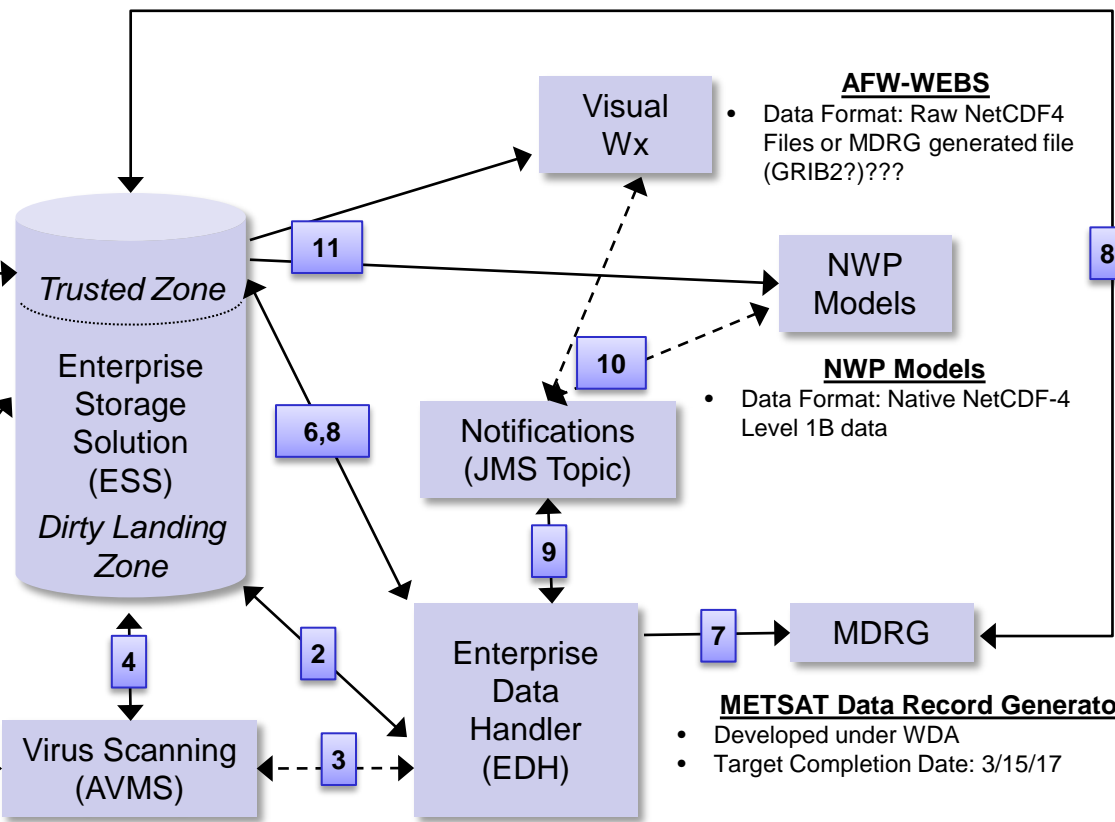 Visual
Wx
AFW-WEBS
• Data Format: Raw NetCDF4
Files or MDRG generated file
(GRIB2?)???
11
8
Trusted Zone
NWP
Models
Enterprise
Storage
Solution
(ESS)
Dirty Landing
Zone
10
NWP Models
• Data Format: Native NetCDF-4
Level 1B data
6,8
Notifications
(JMS Topic)
9
4
2
Enterprise
Data
Handler
(EDH)
7
MDRG
METSAT Data Record Generato
• Developed under WDA
• Target Completion Date: 3/15/17
Virus Scanning
(AVMS)
3